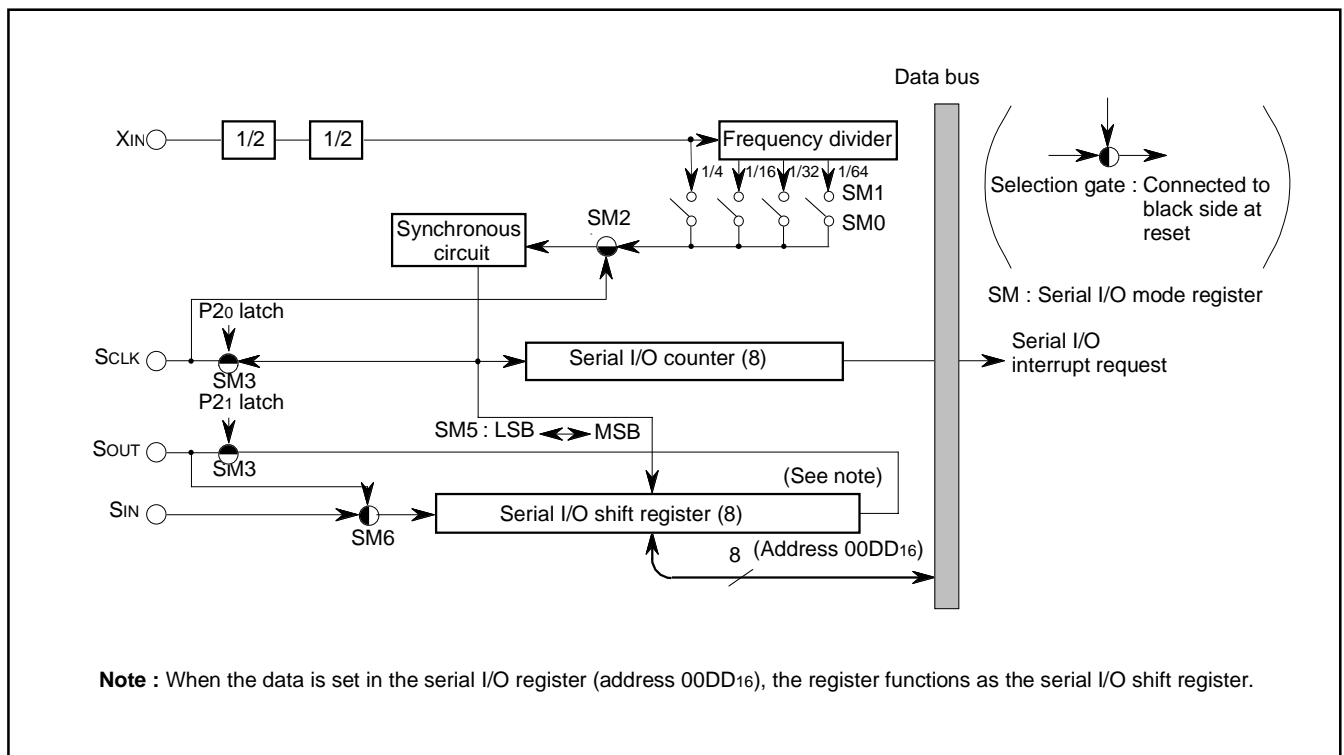 Data bus
XIN
1/2
1/2
Frequency divider
1/4
1/16
1/32
1/64
SM1
SM0
Selection gate : Connected to
black side at
reset
SM2
Synchronous
circuit
SM : Serial I/O mode register
P20 latch
SCLK
SM3
Serial I/O counter (8)
Serial I/O
interrupt request
P21 latch
SM5 : LSB
MSB
SOUT
SM3
(See note)
SIN
SM6
Serial I/O shift register (8)
8
(Address 00DD16)
Note : When the data is set in the serial I/O register (address 00DD16), the register functions as the serial I/O shift register.